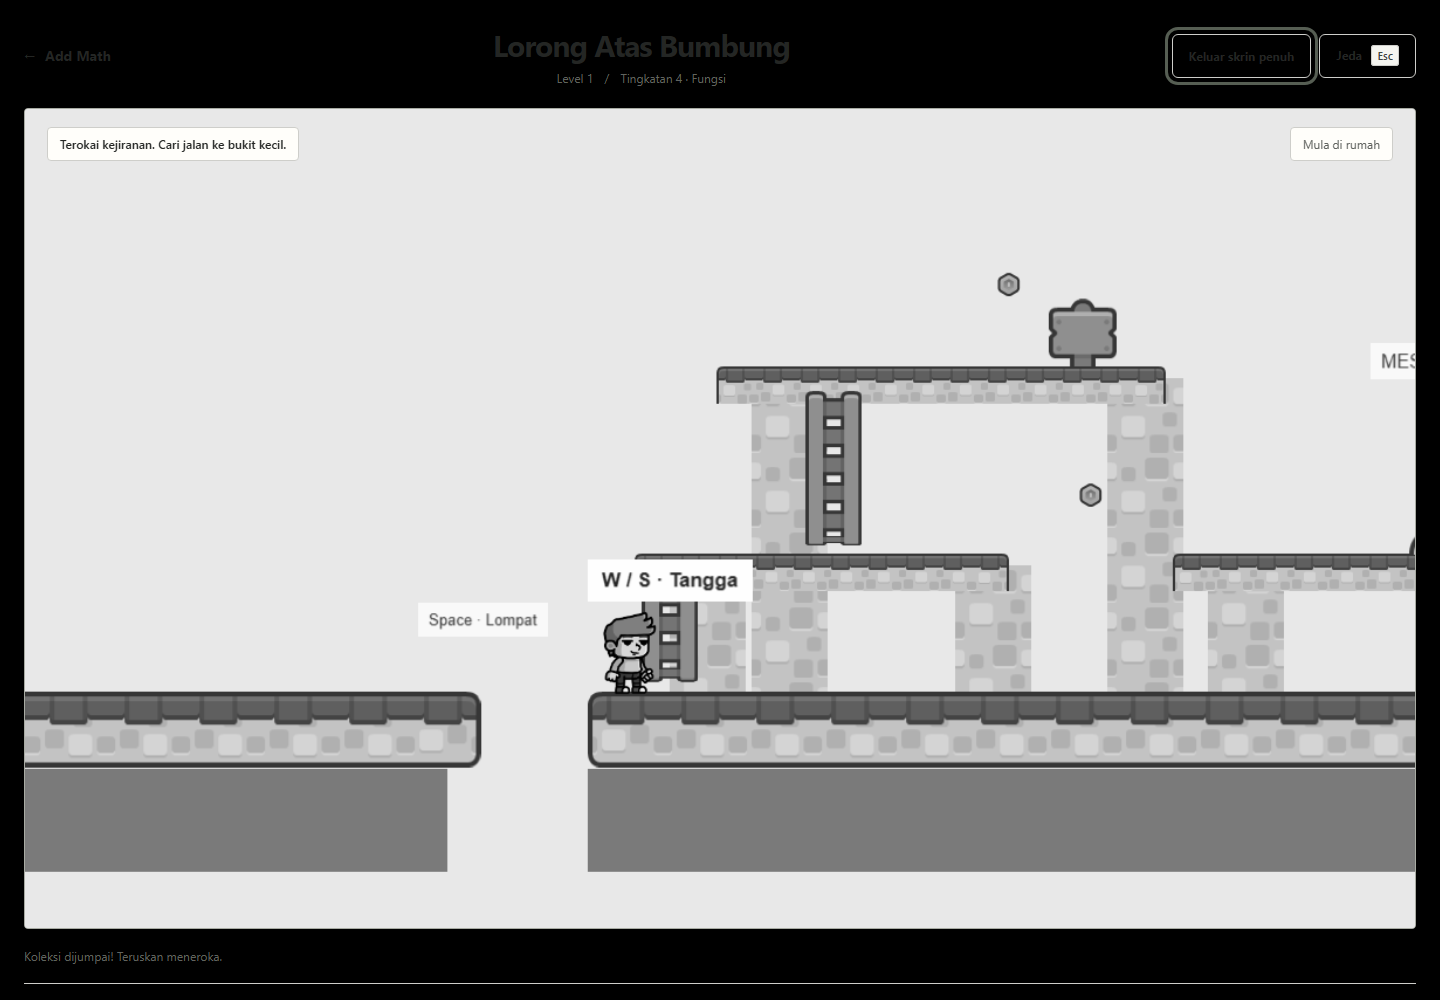 ← Add Math
Lorong Atas Bumbung
Level 1 / Tingkatan 4 · Fungsi
Keluar skrin penuh
Jeda Esc
Terokai kejiranan. Cari jalan ke bukit kecil.
Mula di rumah
MES
W / S · Tangga
Space · Lompat
Koleksi dijumpai! Teruskan meneroka.